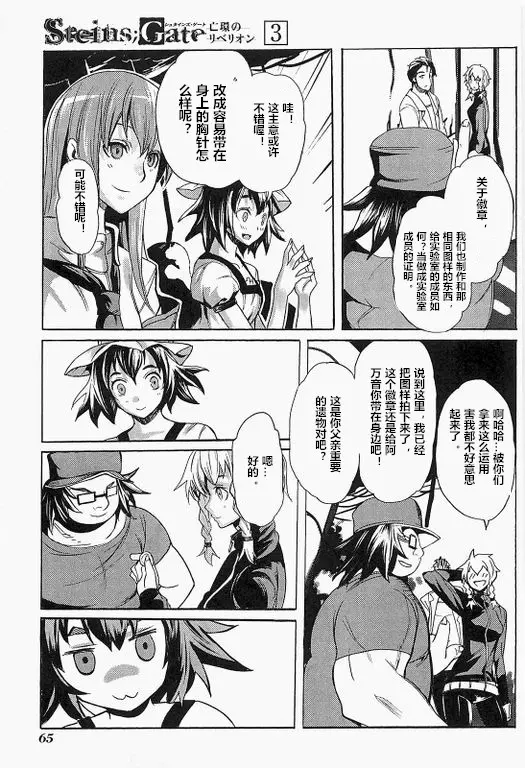 Steins;Gate
シュタインズ・ゲート
亡環の
リベリオン
3
关于徽章，
我们也制作和那
相同图样的东西，
给实验室的成员如
何？当做成实验室
成员的证明。
哇！
这主意或许
不错喔！
改成容易带在
身上的胸针怎
么样呢？
可能不错呢！
啊哈哈…被你们
拿来这么运用
害我都不好意思
起来了。
说到这里，我已经
把图样拍下来了，
这个徽章还是给阿
万音你带在身边吧！
这是你父亲重要
的遗物对吧？
嗯…
好的。
65